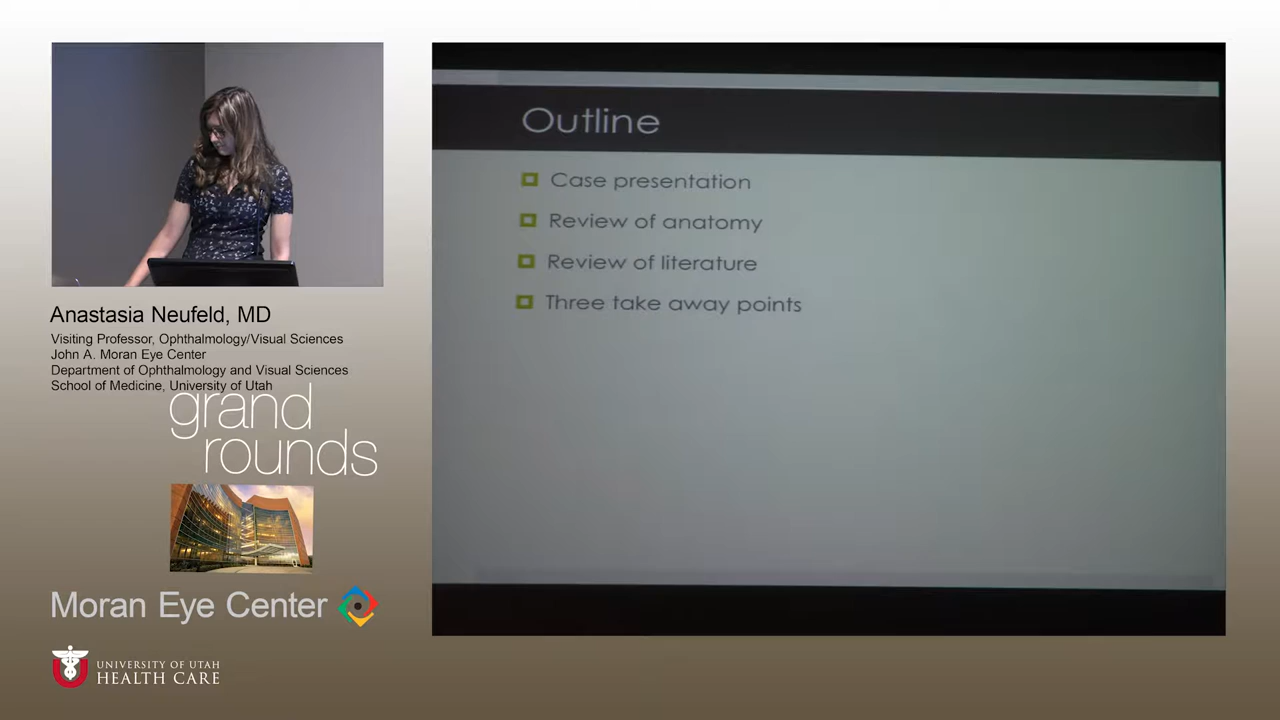 Outline
Case presentation
Review of anatomy
Review of literature
Three take away points
Anastasia Neufeld, MD
Visiting Professor, Ophthalmology/Visual Sciences
John A. Moran Eye Center
Department of Ophthalmology and Visual Sciences
School of Medicine, University of Utah
grand
rounds
Moran Eye Center
UNIVERSITY OF UTAH
HEALTH CARE